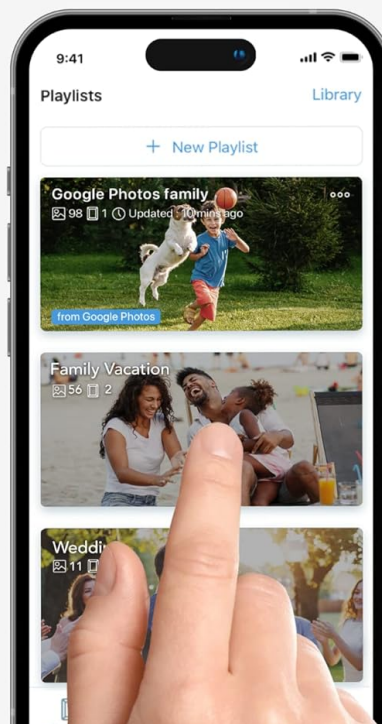 9:41
Playlists
Library
+ New Playlist
Google Photos family
98 1 Updated 10 mins ago
from Google Photos
Family Vacation
56 2
11